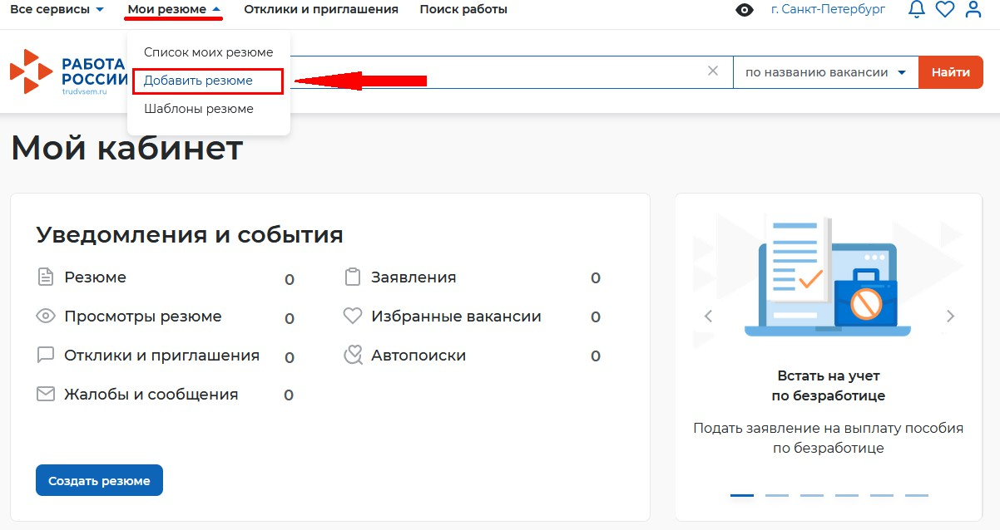 Все сервисы Мои резюме Отклики и приглашения Поиск работы г. Санкт-Петербург
Список моих резюме
Добавить резюме
Шаблоны резюме
РАБОТА
РОССИИ
trudvsem.ru
по названию вакансии Найти
Мой кабинет
Уведомления и события
Резюме 0
Просмотры резюме 0
Отклики и приглашения 0
Жалобы и сообщения 0
Заявления 0
Избранные вакансии 0
Автопоиски 0
Создать резюме
Встать на учет
по безработице
Подать заявление на выплату пособия
по безработице